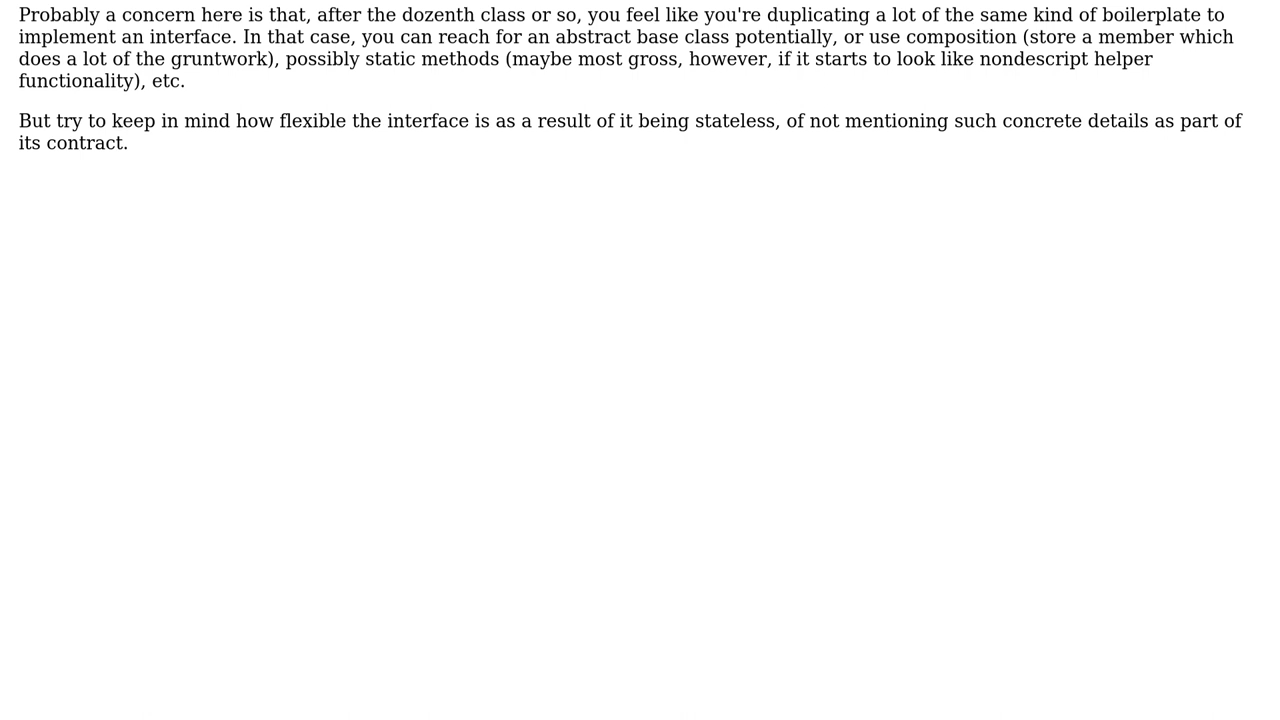 Probably a concern here is that, after the dozenth class or so, you feel like you're duplicating a lot of the same kind of boilerplate to
implement an interface. In that case, you can reach for an abstract base class potentially, or use composition (store a member which
does a lot of the gruntwork), possibly static methods (maybe most gross, however, if it starts to look like nondescript helper
functionality), etc.
But try to keep in mind how flexible the interface is as a result of it being stateless, of not mentioning such concrete details as part of
its contract.